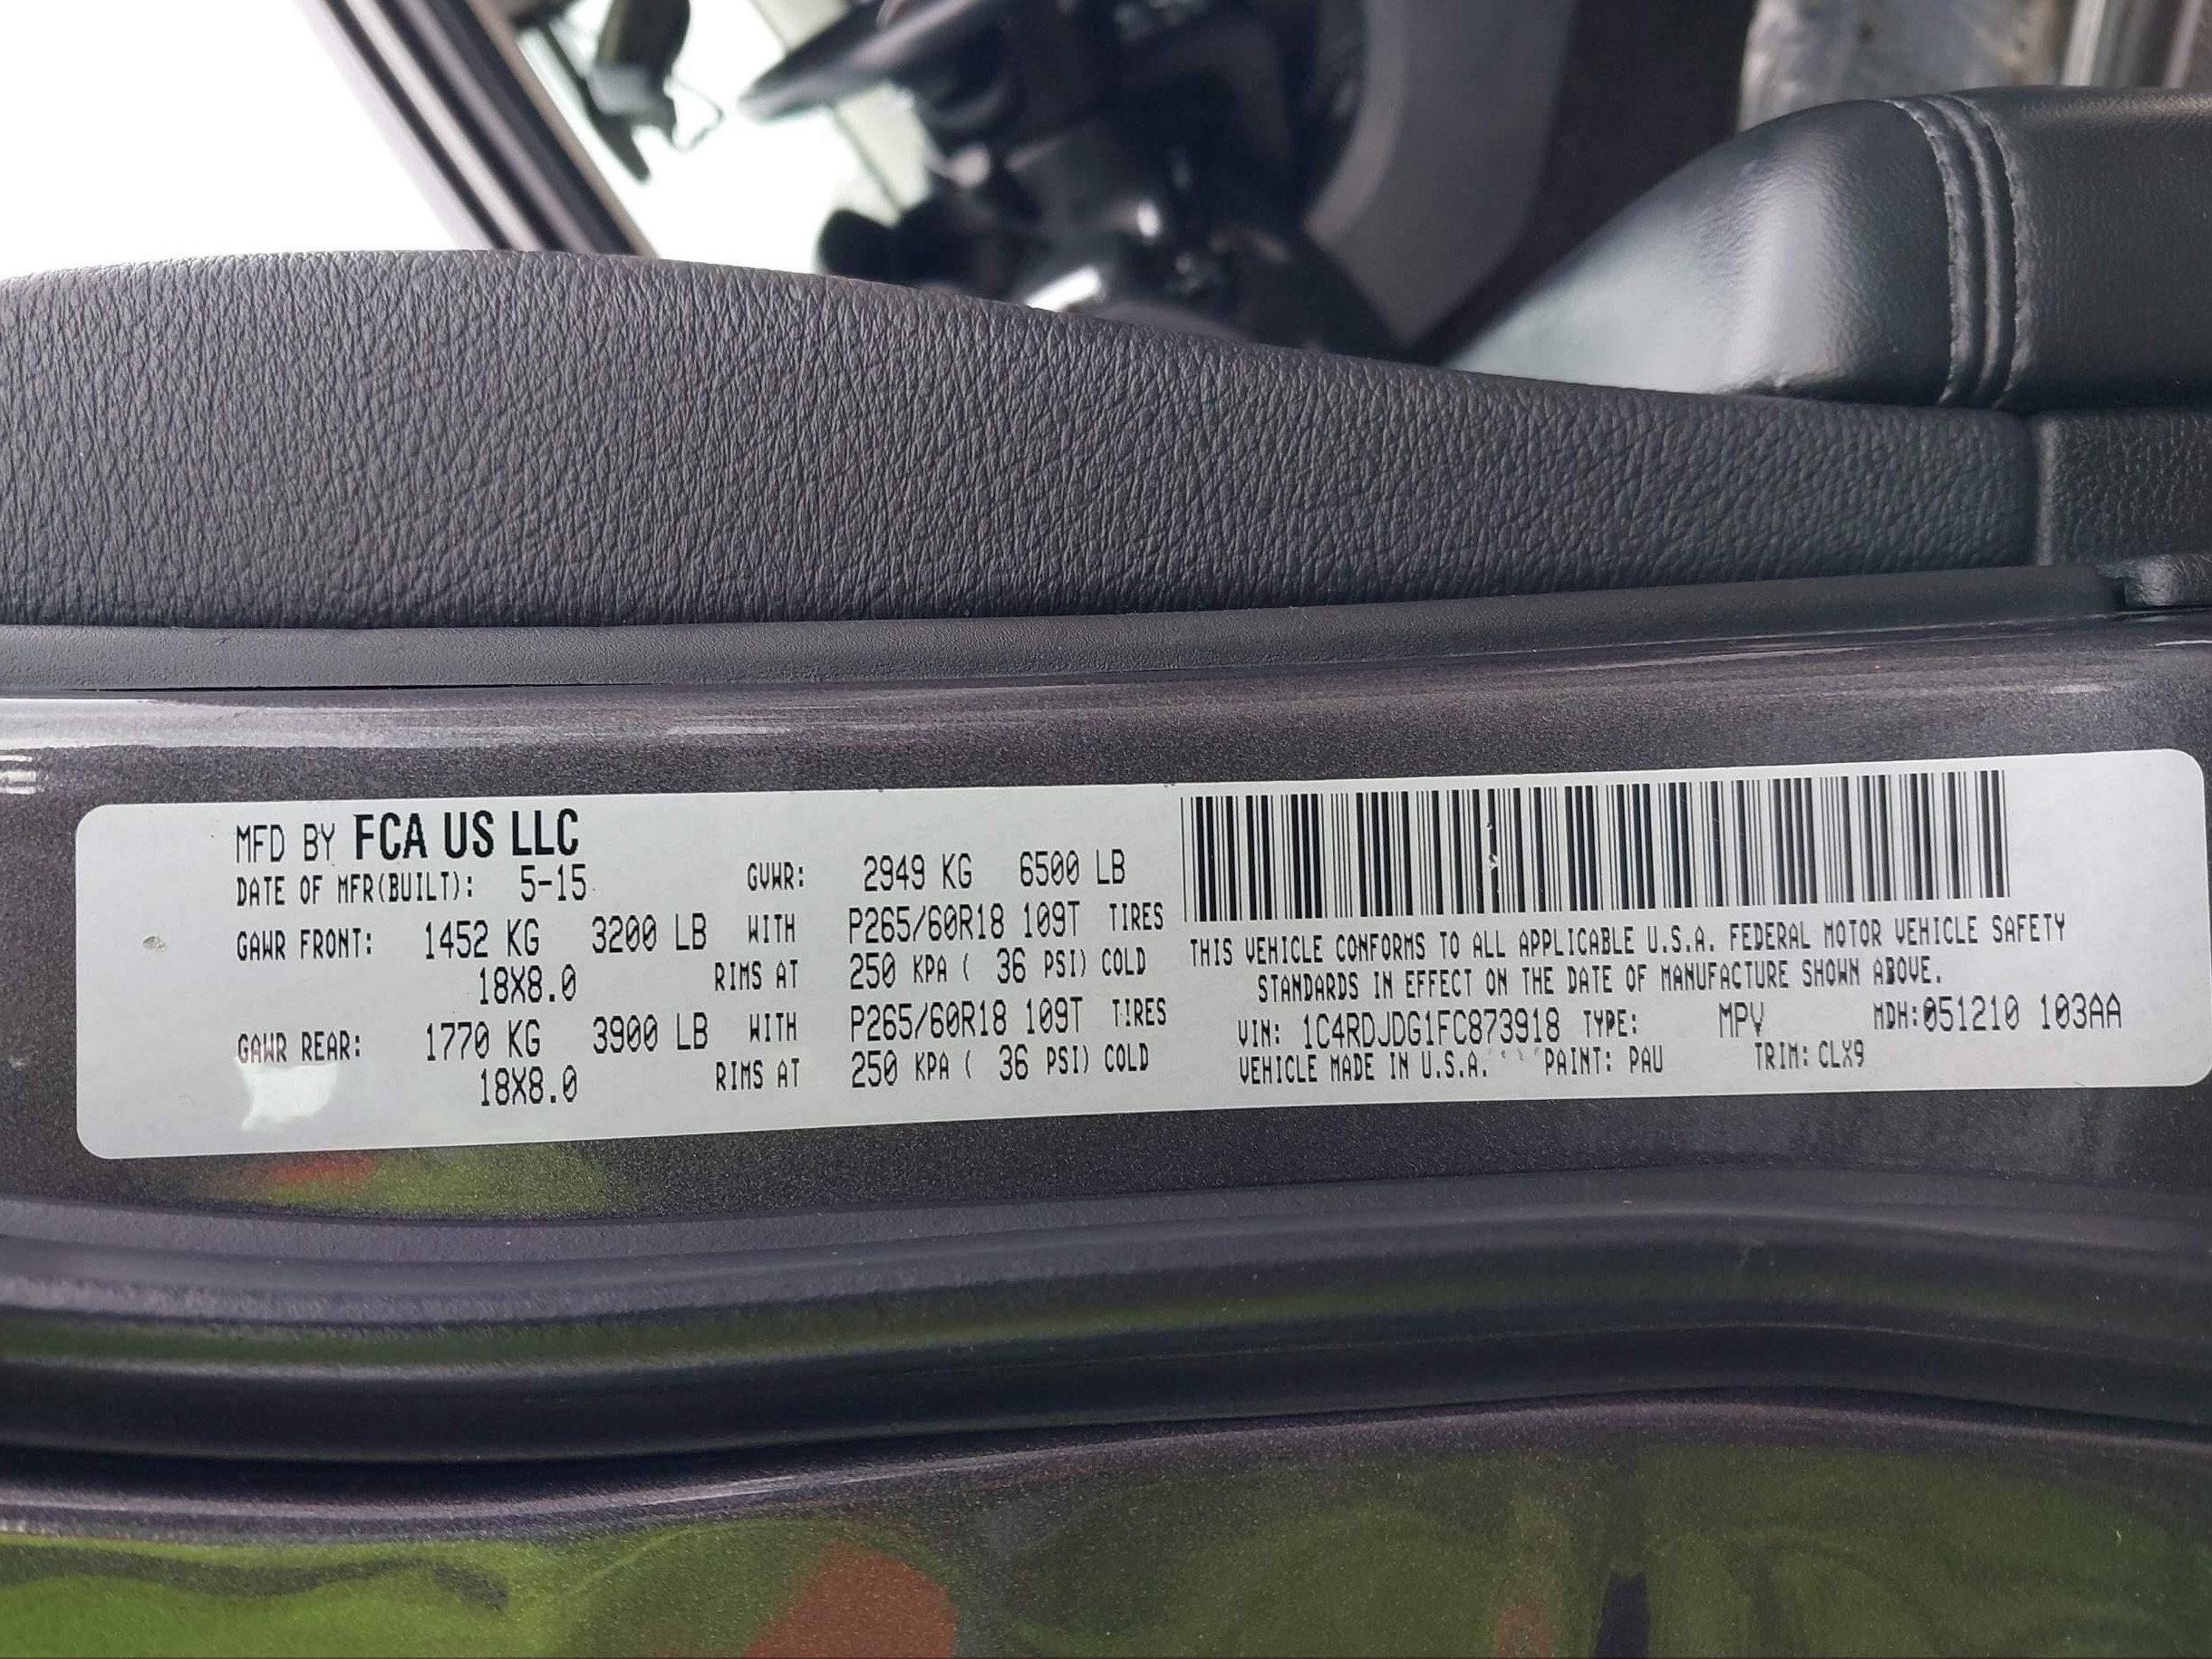 MFD BY FCA US LLC
DATE OF MFR(BUILT): 5-15 GVWR: 2949 KG 6500 LB
GAWR FRONT: 1452 KG 3200 LB WITH P265/60R18 109T TIRES
18X8.0 RIMS AT 250 KPA ( 36 PSI) COLD
GAWR REAR: 1770 KG 3900 LB WITH P265/60R18 109T TIRES
18X8.0 RIMS AT 250 KPA ( 36 PSI) COLD
THIS VEHICLE CONFORMS TO ALL APPLICABLE U.S.A. FEDERAL MOTOR VEHICLE SAFETY
STANDARDS IN EFFECT ON THE DATE OF MANUFACTURE SHOWN ABOVE.
VIN: 1C4RDJDG1FC873918 TYPE: MPV MDH:051210 103AA
VEHICLE MADE IN U.S.A. PAINT: PAU TRIM: CLX9